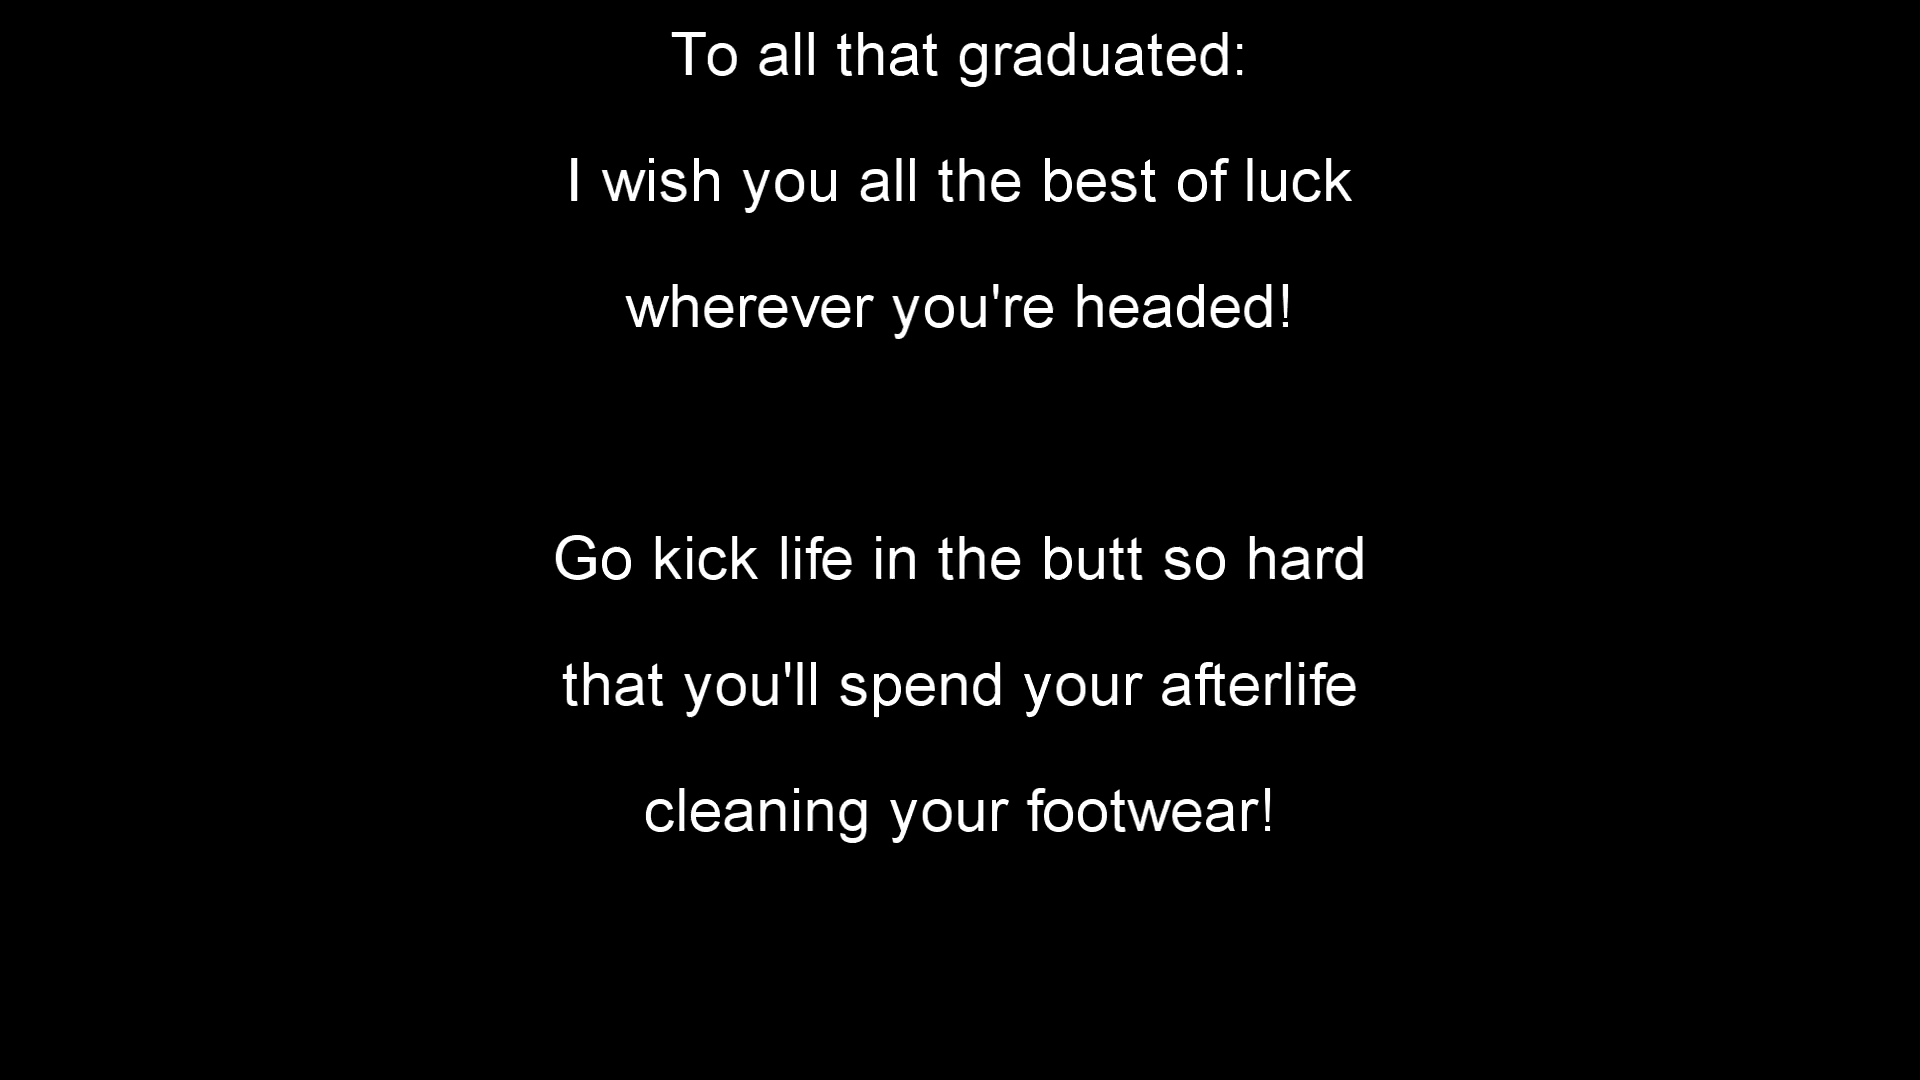 To all that graduated:
I wish you all the best of luck
wherever you're headed!
Go kick life in the butt so hard
that you'll spend your afterlife
cleaning your footwear!